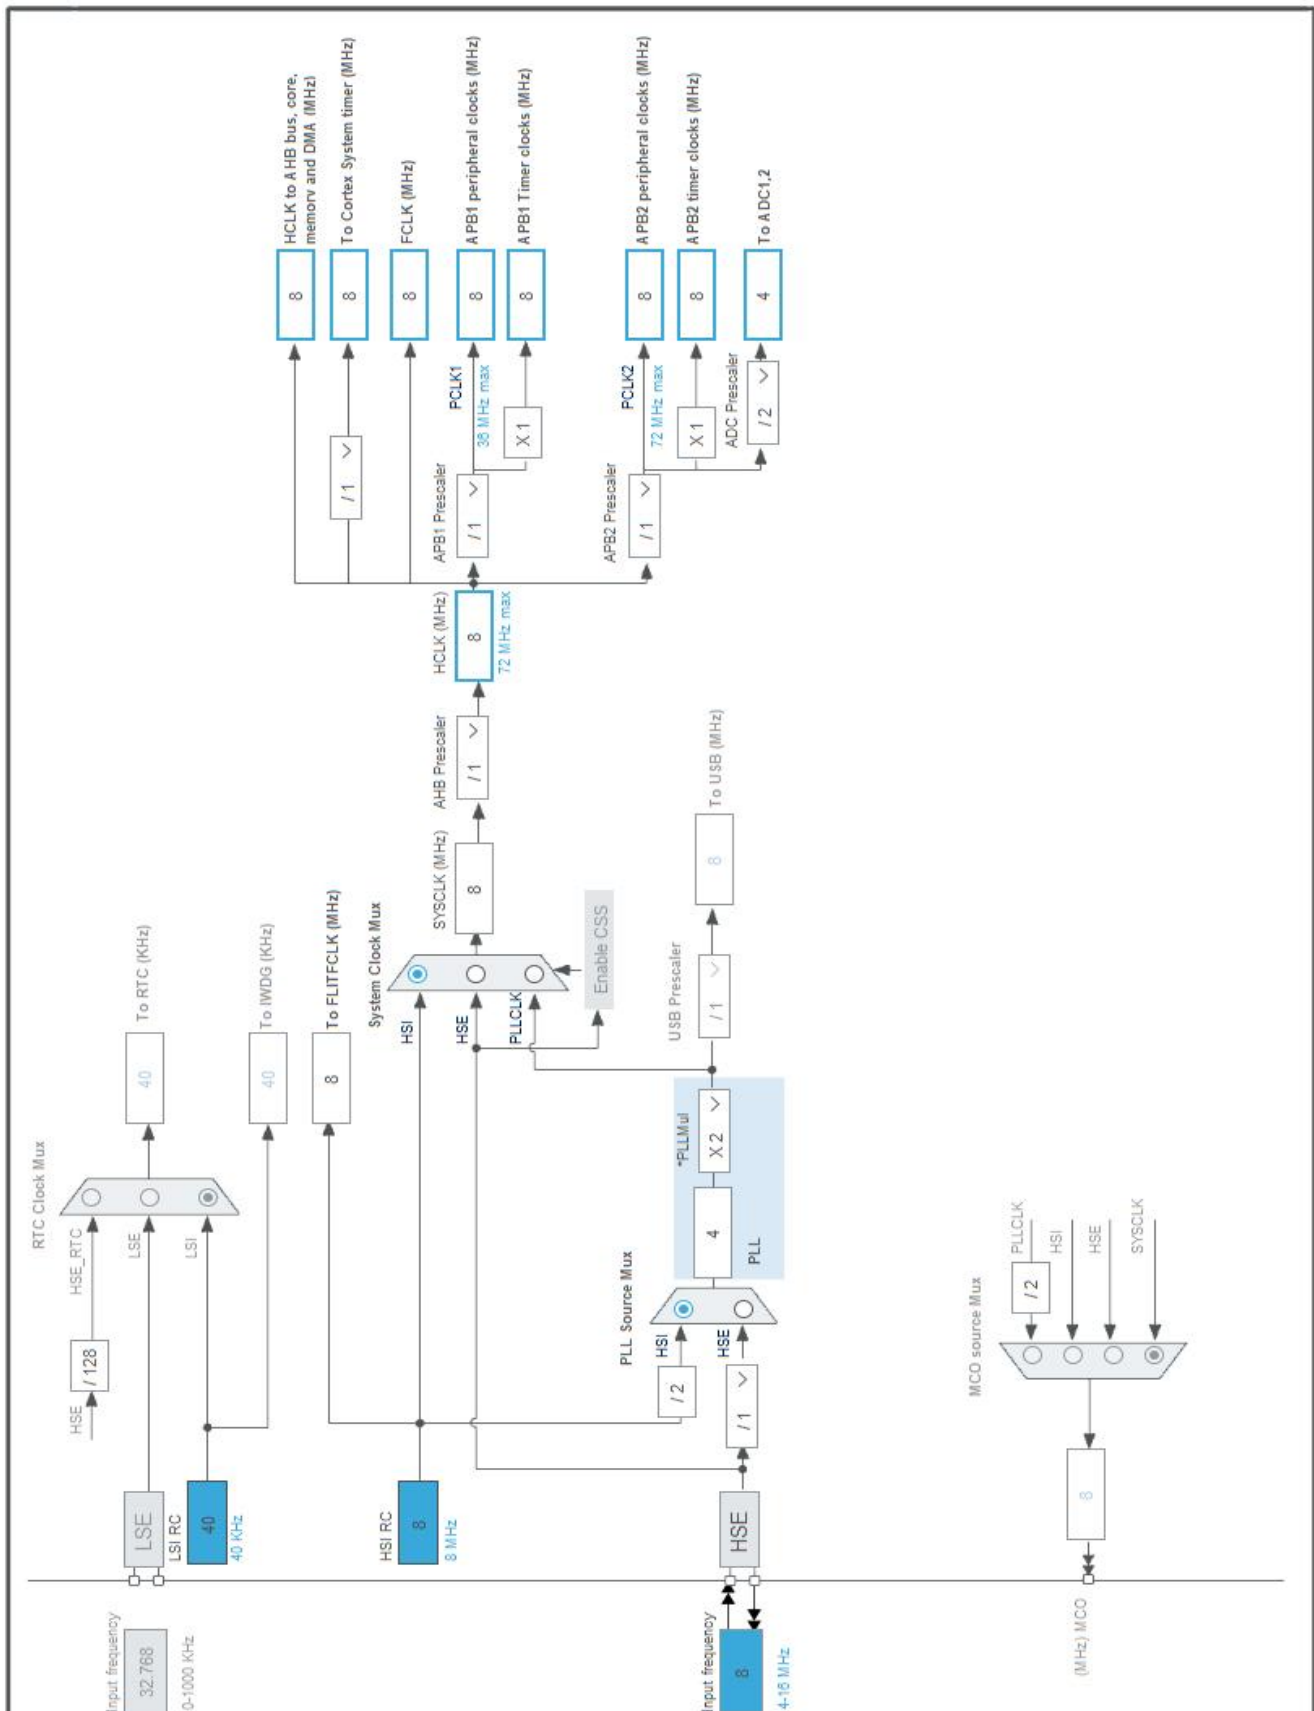 RTC Clock Mux
HSE
/ 128
HSE_RTC
Input frequency
32.768
0-1000 KHz
LSE
LSE
40
To RTC (KHz)
LSI RC
40
40 KHz
LSI
40
To IWDG (KHz)
8
To FLITFCLK (MHz)
System Clock Mux
HSI RC
8
8 MHz
HSI
HSE
PLLCLK
SYSCLK (MHz)
8
AHB Prescaler
/ 1
HCLK (MHz)
8
72 MHz max
8
HCLK to AHB bus, core,
memory and DMA (MHz)
/ 1
8
To Cortex System timer (MHz)
8
FCLK (MHz)
APB1 Prescaler
/ 1
PCLK1
36 MHz max
8
APB1 peripheral clocks (MHz)
X 1
8
APB1 Timer clocks (MHz)
APB2 Prescaler
/ 1
PCLK2
72 MHz max
8
APB2 peripheral clocks (MHz)
X 1
8
APB2 timer clocks (MHz)
ADC Prescaler
/ 2
4
To ADC1,2
Enable CSS
PLL Source Mux
/ 2
HSI
HSE
4
*PLLMul
X 2
PLL
USB Prescaler
/ 1
8
To USB (MHz)
Input frequency
8
4-16 MHz
HSE
/ 1
MCO source Mux
/ 2
PLLCLK
HSI
HSE
SYSCLK
8
(MHz) MCO